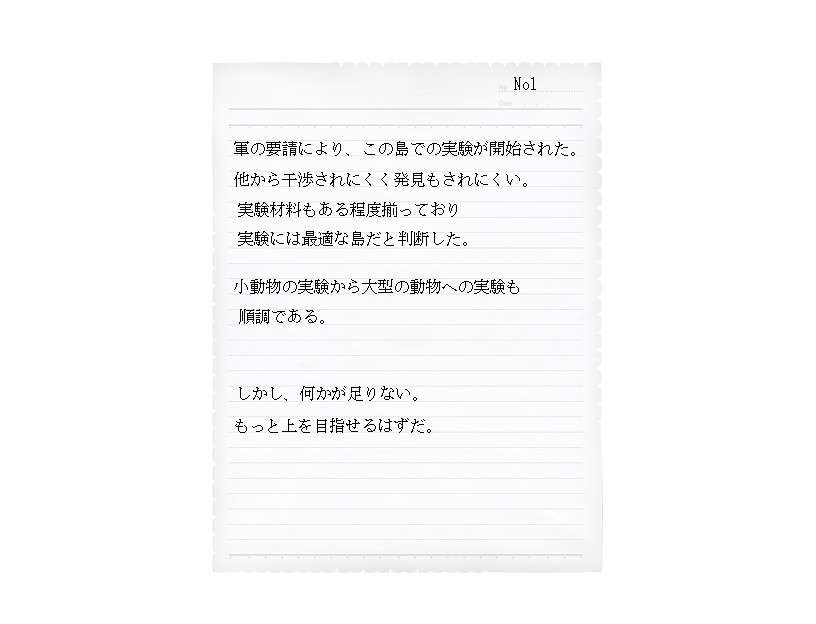 No No1
Date . . .
軍の要請により、この島での実験が開始された。
他から干渉されにくく発見もされにくい。
実験材料もある程度揃っており
実験には最適な島だと判断した。
小動物の実験から大型の動物への実験も
順調である。
しかし、何かが足りない。
もっと上を目指せるはずだ。